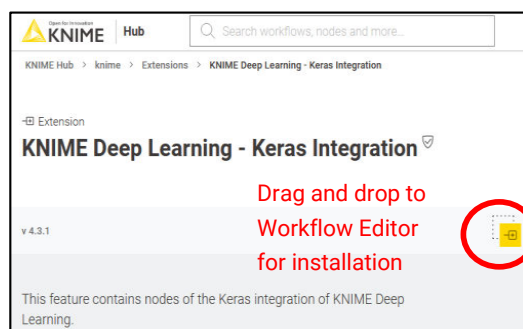 Open for Innovation
KNIME Hub Search workflows, nodes and more...
KNIME Hub > knime > Extensions > KNIME Deep Learning - Keras Integration
Extension
KNIME Deep Learning - Keras Integration
Drag and drop to
v 4.3.1 Workflow Editor
for installation
This feature contains nodes of the Keras integration of KNIME Deep
Learning.